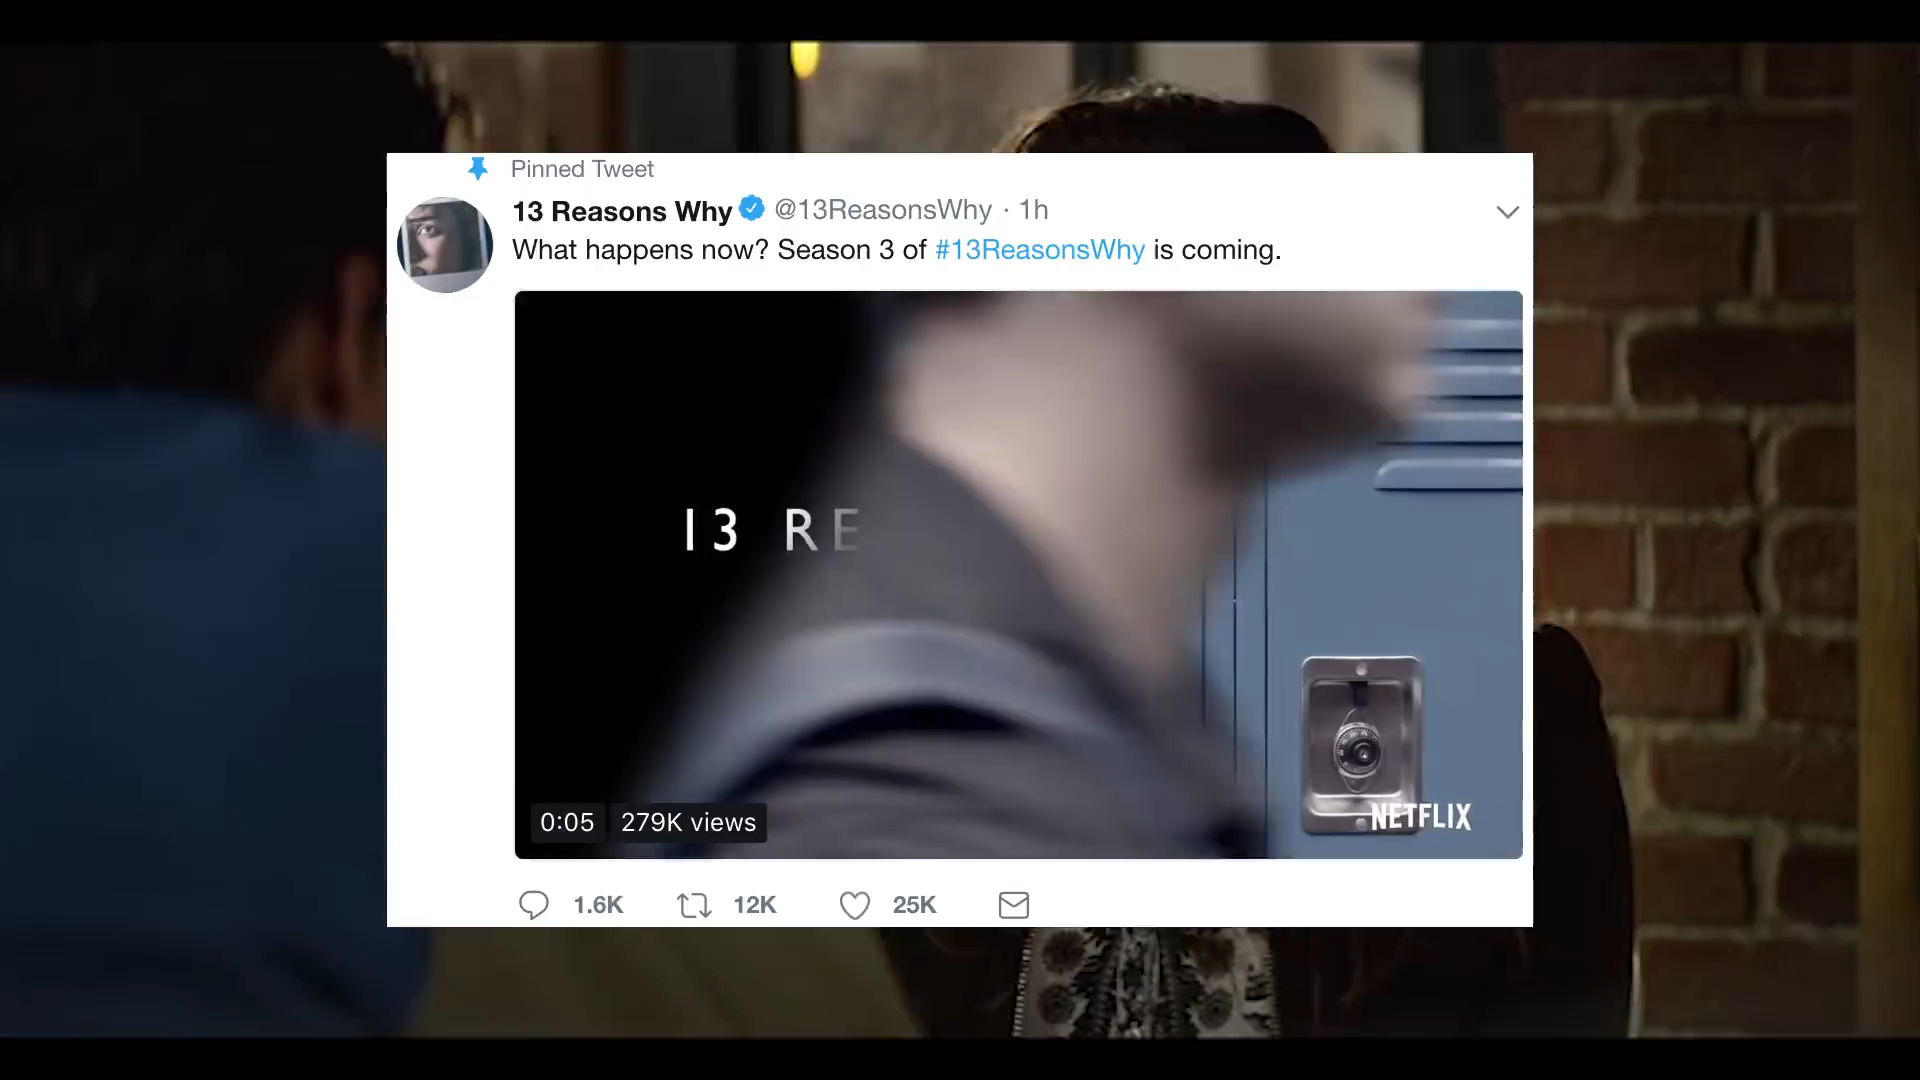 Pinned Tweet
13 Reasons Why @13ReasonsWhy · 1h
What happens now? Season 3 of #13ReasonsWhy is coming.
13 RE
0:05 279K views
NETFLIX
1.6K 12K 25K